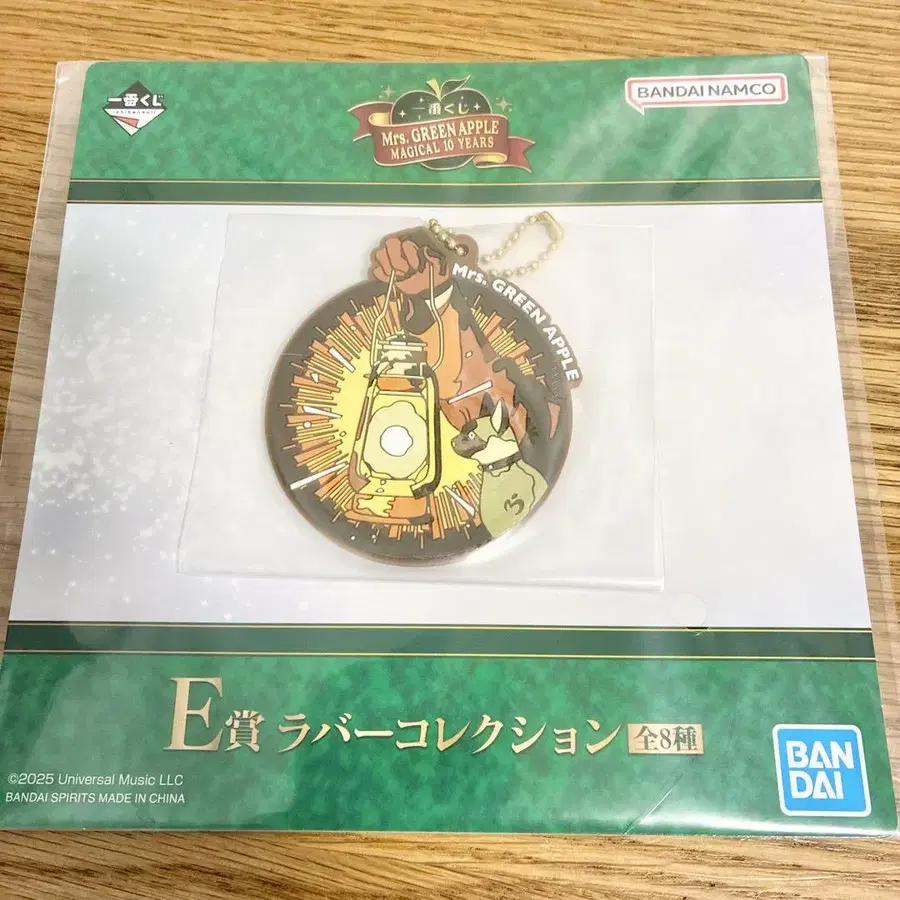 一番くじ
ICHIBANKUJI
一番くじ
Mrs. GREEN APPLE
MAGICAL 10 YEARS
BANDAI NAMCO
Mrs. GREEN APPLE
E賞 ラバーコレクション 全8種
©2025 Universal Music LLC
BANDAI SPIRITS MADE IN CHINA
BAN
DAI